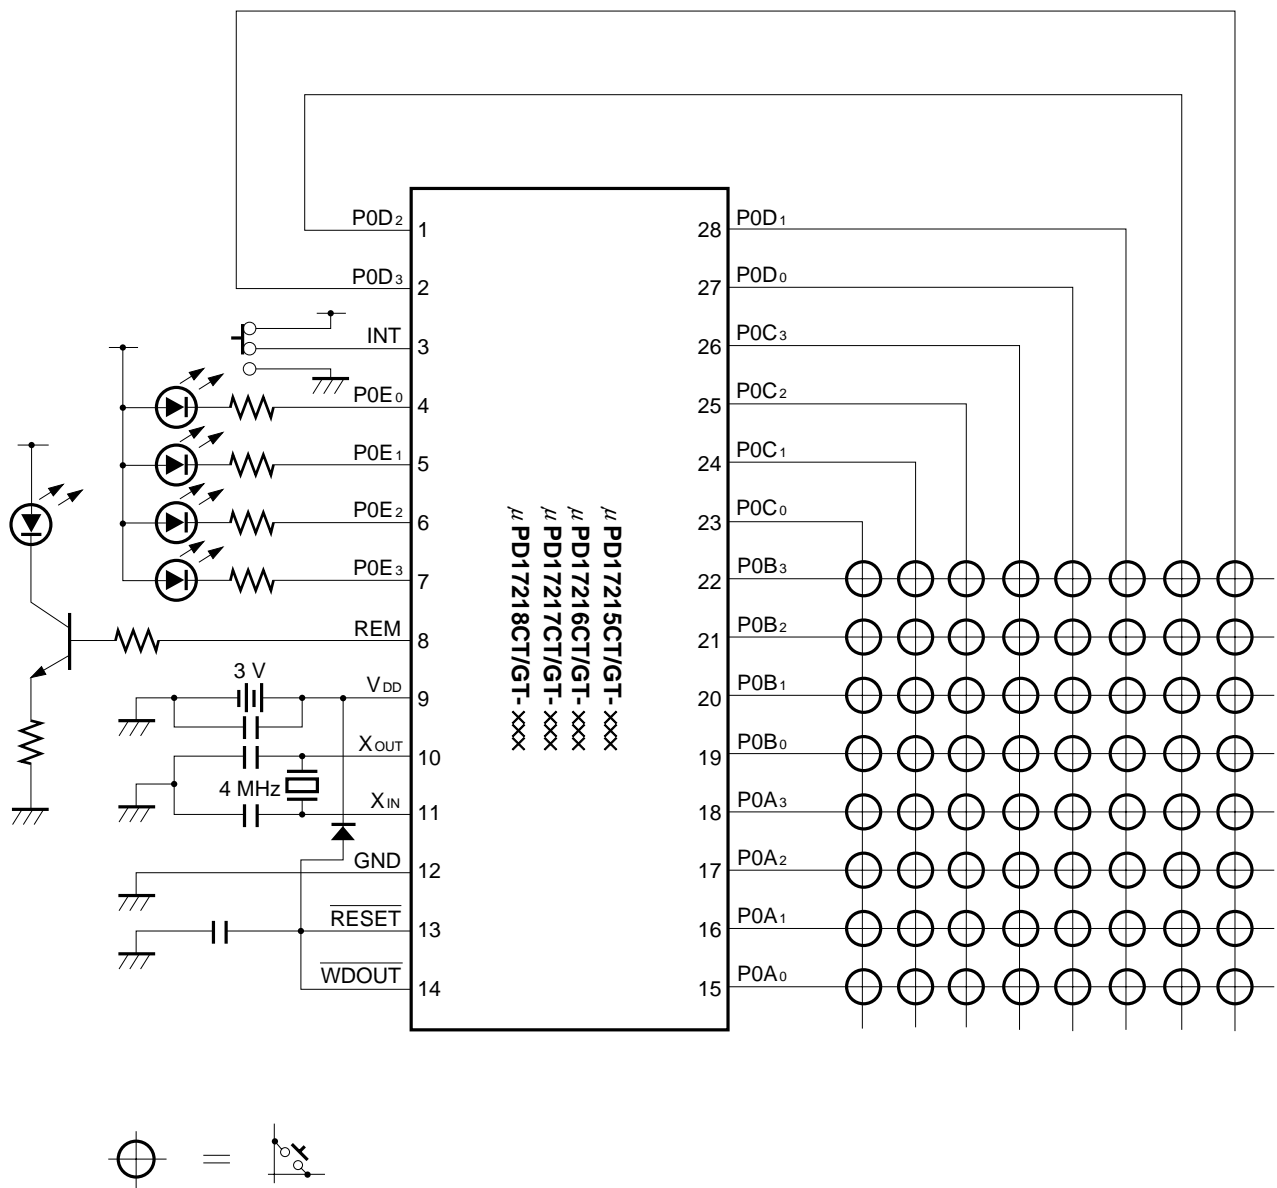 P0D2 1
P0D3 2
INT 3
P0E0 4
P0E1 5
P0E2 6
P0E3 7
REM 8
3 V
VDD 9
XOUT 10
4 MHz
XIN 11
GND 12
RESET 13
WDOUT 14
µPD17215CT/GT-×××
µPD17216CT/GT-×××
µPD17217CT/GT-×××
µPD17218CT/GT-×××
28 P0D1
27 P0D0
26 P0C3
25 P0C2
24 P0C1
23 P0C0
22 P0B3
21 P0B2
20 P0B1
19 P0B0
18 P0A3
17 P0A2
16 P0A1
15 P0A0
=